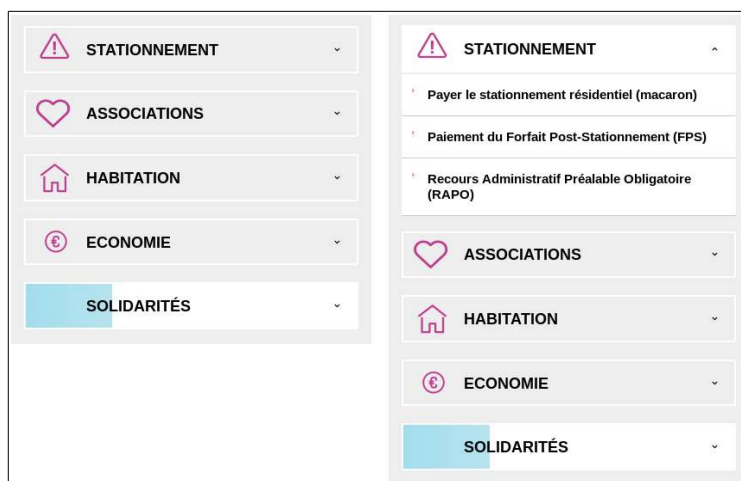 STATIONNEMENT
ASSOCIATIONS
HABITATION
€ ECONOMIE
SOLIDARITÉS
STATIONNEMENT
Payer le stationnement résidentiel (macaron)
Paiement du Forfait Post-Stationnement (FPS)
Recours Administratif Préalable Obligatoire
(RAPO)
ASSOCIATIONS
HABITATION
€ ECONOMIE
SOLIDARITÉS